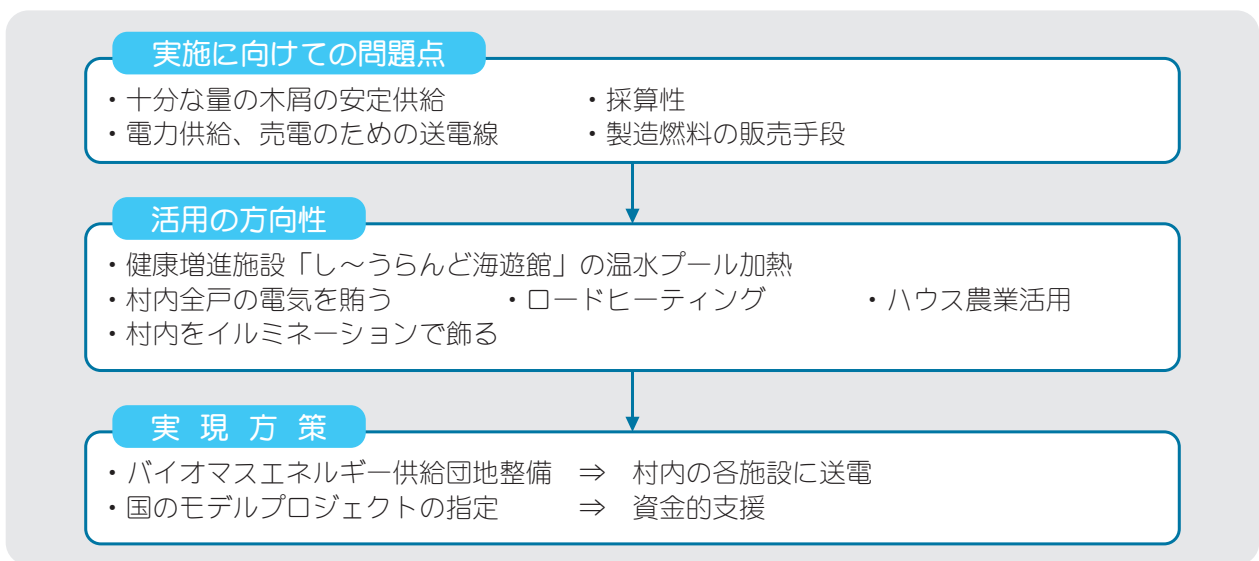 実施に向けての問題点
・十分な量の木屑の安定供給　・採算性
・電力供給、売電のための送電線　・製造燃料の販売手段
活用の方向性
・健康増進施設「し～うらんど海遊館」の温水プール加熱
・村内全戸の電気を賄う　・ロードヒーティング　・ハウス農業活用
・村内をイルミネーションで飾る
実 現 方 策
・バイオマスエネルギー供給団地整備　⇒　村内の各施設に送電
・国のモデルプロジェクトの指定　⇒　資金的支援